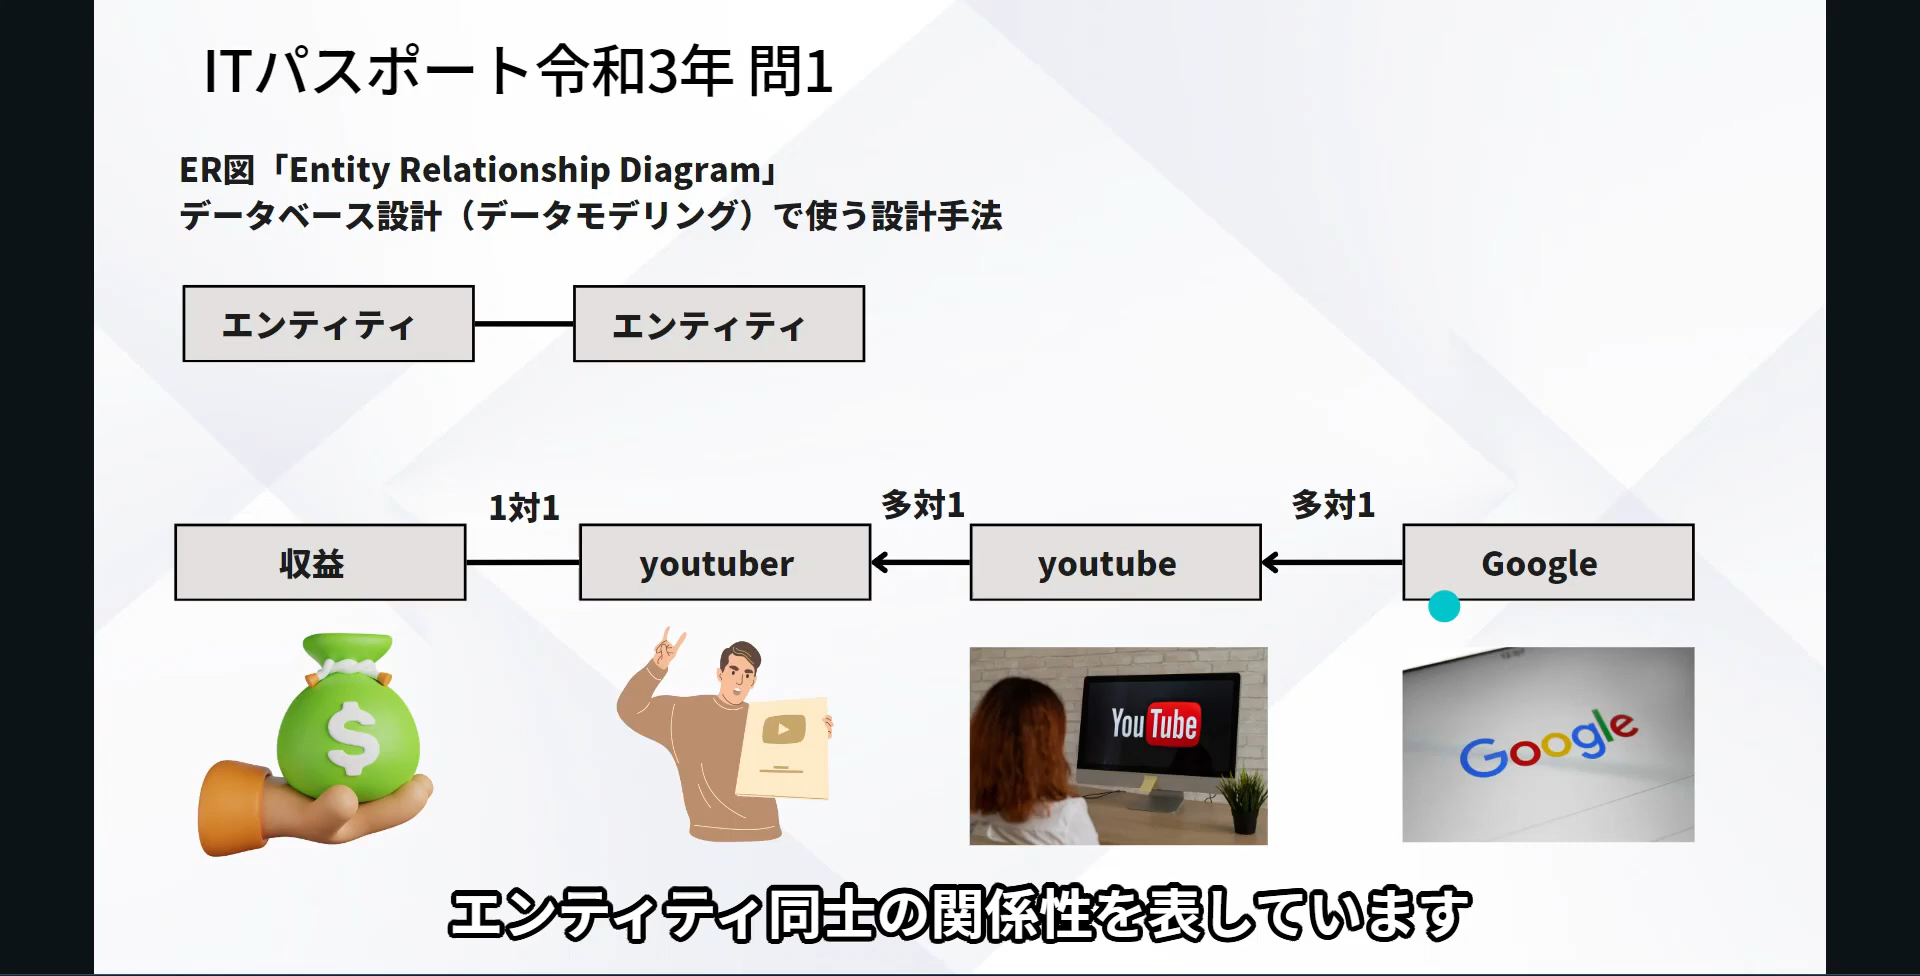 ITパスポート令和3年 問1
ER図「Entity Relationship Diagram」
データベース設計（データモデリング）で使う設計手法
エンティティ
エンティティ
1対1
多対1
多対1
収益
youtuber
youtube
Google
$
YouTube
Google
エンティティ同士の関係性を表しています